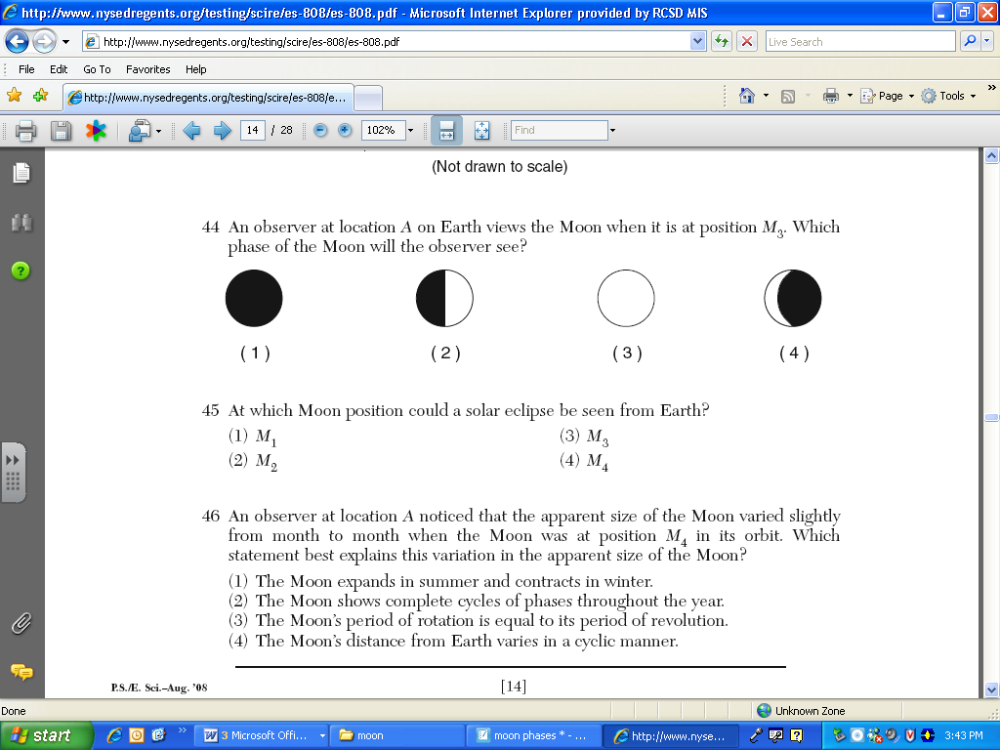 http://www.nysedregents.org/testing/scire/es-808/es-808.pdf - Microsoft Internet Explorer provided by RCSD MIS
http://www.nysedregents.org/testing/scire/es-808/es-808.pdf
Live Search
File Edit Go To Favorites Help
http://www.nysedregents.org/testing/scire/es-808/e...
Page Tools
14 / 28 102% Find
(Not drawn to scale)
44 An observer at location A on Earth views the Moon when it is at position M3. Which
phase of the Moon will the observer see?
( 1 ) ( 2 ) ( 3 ) ( 4 )
45 At which Moon position could a solar eclipse be seen from Earth?
(1) M1 (3) M3
(2) M2 (4) M4
46 An observer at location A noticed that the apparent size of the Moon varied slightly
from month to month when the Moon was at position M4 in its orbit. Which
statement best explains this variation in the apparent size of the Moon?
(1) The Moon expands in summer and contracts in winter.
(2) The Moon shows complete cycles of phases throughout the year.
(3) The Moon's period of rotation is equal to its period of revolution.
(4) The Moon's distance from Earth varies in a cyclic manner.
P.S./E. Sci.–Aug. '08 [14]
Done Unknown Zone
start 3 Microsoft Offi... moon moon phases * - ... http://www.nyse... 3:43 PM